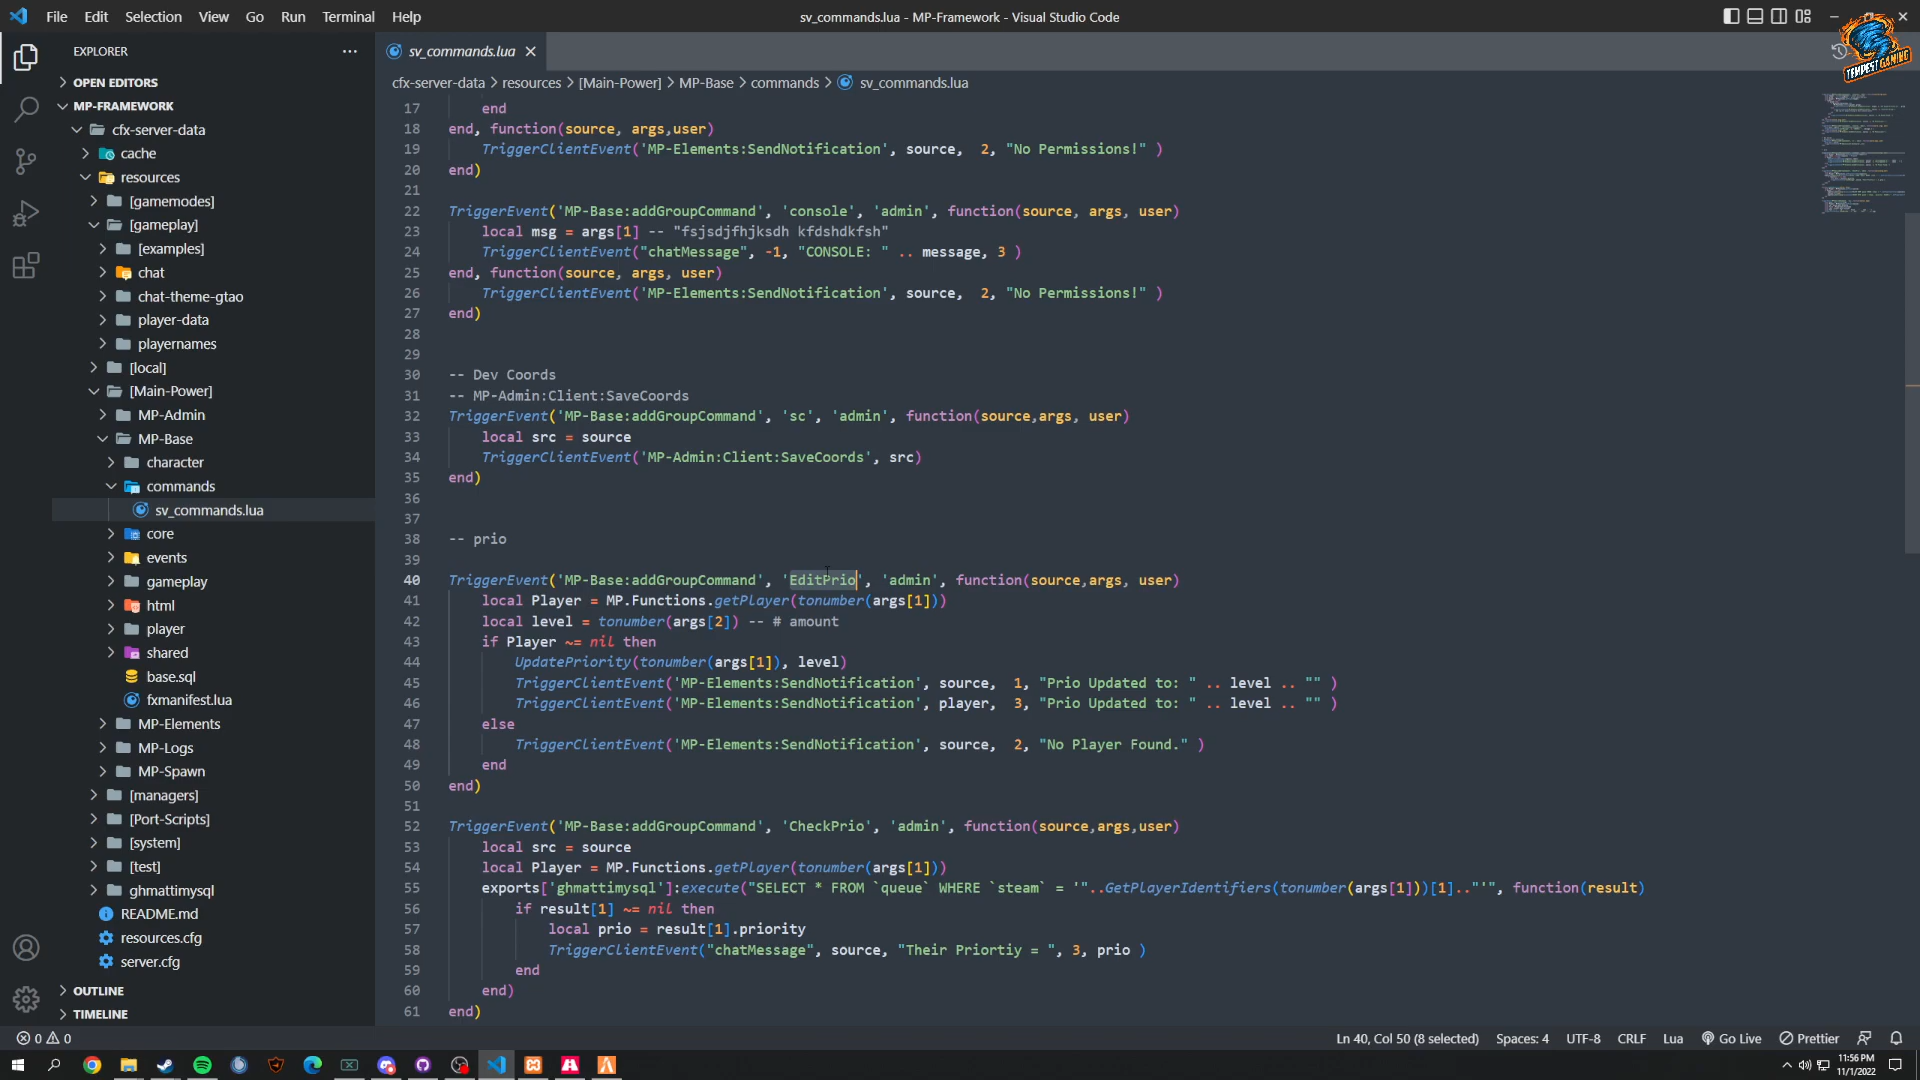 File Edit Selection View Go Run Terminal Help
sv_commands.lua - MP-Framework - Visual Studio Code
TEMPEST GAMING
EXPLORER
OPEN EDITORS
MP-FRAMEWORK
cfx-server-data
cache
resources
[gamemodes]
[gameplay]
[examples]
chat
chat-theme-gtao
player-data
playernames
[local]
[Main-Power]
MP-Admin
MP-Base
character
commands
sv_commands.lua
core
events
gameplay
html
player
shared
base.sql
fxmanifest.lua
MP-Elements
MP-Logs
MP-Spawn
[managers]
[Port-Scripts]
[system]
[test]
ghmattimysql
README.md
resources.cfg
server.cfg
OUTLINE
TIMELINE
sv_commands.lua
cfx-server-data > resources > [Main-Power] > MP-Base > commands > sv_commands.lua
17 end
18 end, function(source, args,user)
19 TriggerClientEvent('MP-Elements:SendNotification', source,  2, "No Permissions!" )
20 end)
21
22 TriggerEvent('MP-Base:addGroupCommand', 'console', 'admin', function(source, args, user)
23 local msg = args[1] -- "fsjsdjfhjksdh kfdshdkfsh"
24 TriggerClientEvent("chatMessage", -1, "CONSOLE: " .. message, 3 )
25 end, function(source, args, user)
26 TriggerClientEvent('MP-Elements:SendNotification', source,  2, "No Permissions!" )
27 end)
28
29
30 -- Dev Coords
31 -- MP-Admin:Client:SaveCoords
32 TriggerEvent('MP-Base:addGroupCommand', 'sc', 'admin', function(source,args, user)
33 local src = source
34 TriggerClientEvent('MP-Admin:Client:SaveCoords', src)
35 end)
36
37
38 -- prio
39
40 TriggerEvent('MP-Base:addGroupCommand', 'EditPrio', 'admin', function(source,args, user)
41 local Player = MP.Functions.getPlayer(tonumber(args[1]))
42 local level = tonumber(args[2]) -- # amount
43 if Player ~= nil then
44 UpdatePriority(tonumber(args[1]), level)
45 TriggerClientEvent('MP-Elements:SendNotification', source,  1, "Prio Updated to: " .. level .. "" )
46 TriggerClientEvent('MP-Elements:SendNotification', player,  3, "Prio Updated to: " .. level .. "" )
47 else
48 TriggerClientEvent('MP-Elements:SendNotification', source,  2, "No Player Found." )
49 end
50 end)
51
52 TriggerEvent('MP-Base:addGroupCommand', 'CheckPrio', 'admin', function(source,args,user)
53 local src = source
54 local Player = MP.Functions.getPlayer(tonumber(args[1]))
55 exports['ghmattimysql']:execute("SELECT * FROM `queue` WHERE `steam` = '"..GetPlayerIdentifiers(tonumber(args[1]))[1].."'", function(result)
56 if result[1] ~= nil then
57 local prio = result[1].priority
58 TriggerClientEvent("chatMessage", source, "Their Priortiy = ", 3, prio )
59 end
60 end)
61 end)
0 0
Ln 40, Col 50 (8 selected) Spaces: 4 UTF-8 CRLF Lua Go Live Prettier
11:56 PM
11/1/2022